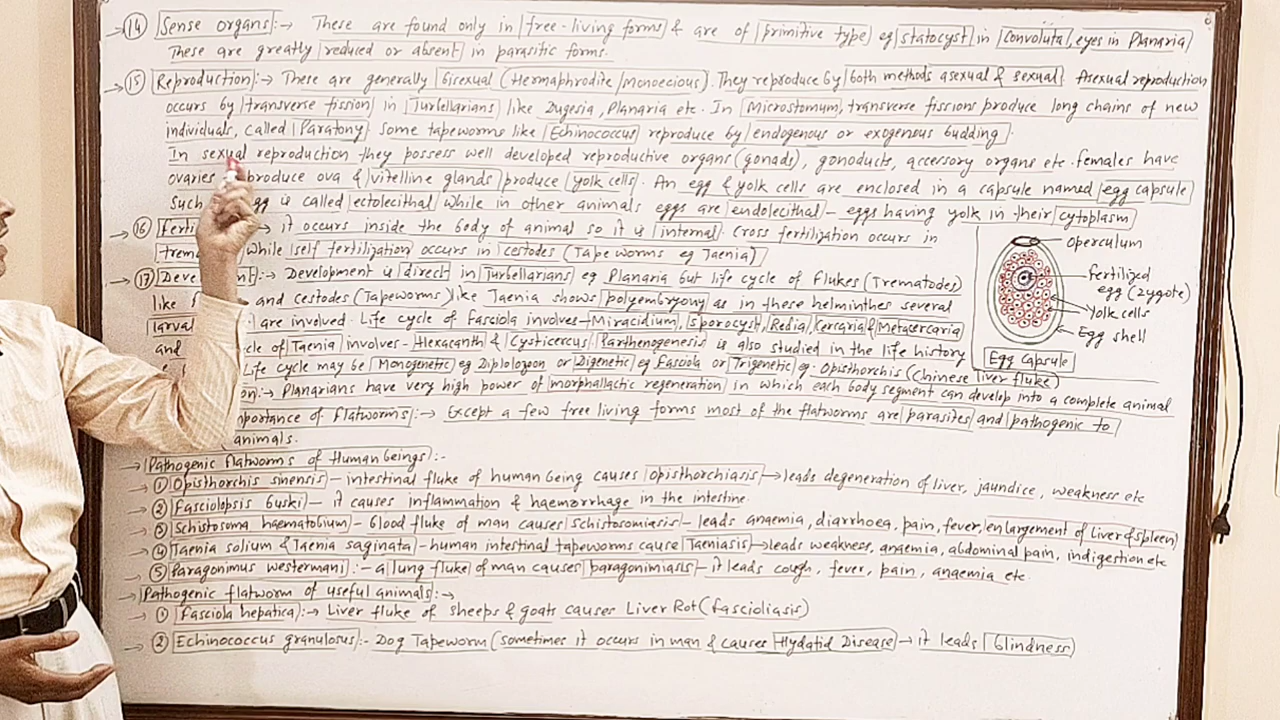 (14) Sense organs:→ These are found only in free-living forms & are of primitive type eg statocyst in Convoluta, eyes in Planaria
These are greatly reduced or absent in parasitic forms.
(15) Reproduction:→ These are generally bisexual (Hermaphrodite/monoecious). They reproduce by both methods asexual & sexual. Asexual reproduction
occurs by transverse fission in Turbellarians like Dugesia, Planaria etc. In Microstomum, transverse fissions produce long chains of new
individuals, called Paratony. Some tapeworms like Echinococcus reproduce by endogenous or exogenous budding.
In sexual reproduction they possess well developed reproductive organs (gonads), gonoducts, accessory organs etc. females have
ovaries produce ova & vitelline glands produce yolk cells. An egg & yolk cells are enclosed in a capsule named egg capsule
Such egg is called ectolecithal while in other animals eggs are endolecithal – eggs having yolk in their cytoplasm
(16) Ferti → it occurs inside the body of animal so it is internal. Cross fertilization occurs in
trem while self fertilization occurs in cestodes (Tapeworms eg Taenia)
(17) Deve nt:→ Development is direct in Turbellarians eg Planaria but life cycle of Flukes (Trematodes)
like F and cestodes (Tapeworms) like Taenia shows polyembryony as in these helminthes several
larval are involved. Life cycle of fasciola involves – Miracidium, Sporocyst, Redia, Cercaria & Metacercaria
and cle of Taenia involves – Hexacanth & Cysticercus. Parthenogenesis is also studied in the life history
Life cycle may be Monogenetic eg Diplolozoon or Digenetic eg Fasciola or Trigenetic eg. Opisthorchis (Chinese liver fluke)
on:→ Planarians have very high power of morphallactic regeneration in which each body segment can develop into a complete animal
portance of flatworms:→ Except a few free living forms most of the flatworms are parasites and pathogenic to
animals.
operculum
Fertilized
egg (zygote)
Yolk cells
Egg shell
Egg capsule
→ Pathogenic flatworms of Human beings:-
→ (1) Opisthorchis sinensis – intestinal fluke of human being causes Opisthorchiasis → leads degeneration of liver, jaundice, weakness etc
→ (2) Fasciolopsis buski – it causes inflammation & haemorrhage in the intestine.
→ (3) Schistosoma haematobium – blood fluke of man causes schistosomiasis – leads anaemia, diarrhoea, pain, fever, enlargement of Liver & spleen)
→ (4) Taenia solium & Taenia saginata – human intestinal tapeworms cause Taeniasis → leads weakness, anaemia, abdominal pain, indigestion etc
→ (5) Paragonimus westermani:- a lung fluke of man causes paragonimiasis – it leads cough, fever, pain, anaemia etc.
→ Pathogenic flatworm of useful animals:→
→ (1) Fasciola hepatica:→ Liver fluke of sheeps & goats causes Liver Rot (fascioliasis)
→ (2) Echinococcus granulosus:- Dog Tapeworm (sometimes it occurs in man & causes Hydatid Disease → it leads blindness)